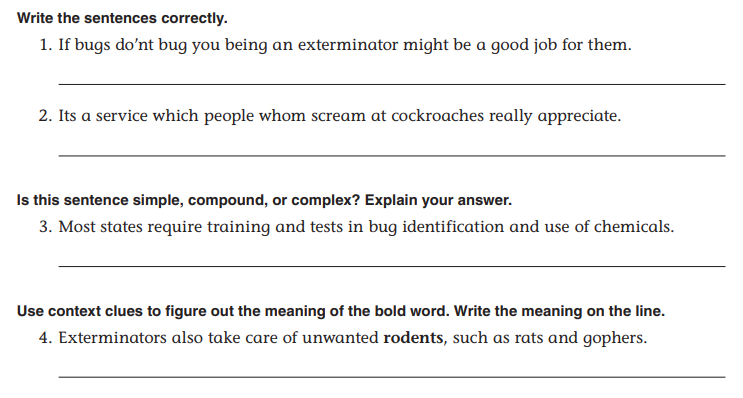 Write the sentences correctly.
1. If bugs do’nt bug you being an exterminator might be a good job for them.
2. Its a service which people whom scream at cockroaches really appreciate.
Is this sentence simple, compound, or complex? Explain your answer.
3. Most states require training and tests in bug identification and use of chemicals.
Use context clues to figure out the meaning of the bold word. Write the meaning on the line.
4. Exterminators also take care of unwanted rodents, such as rats and gophers.